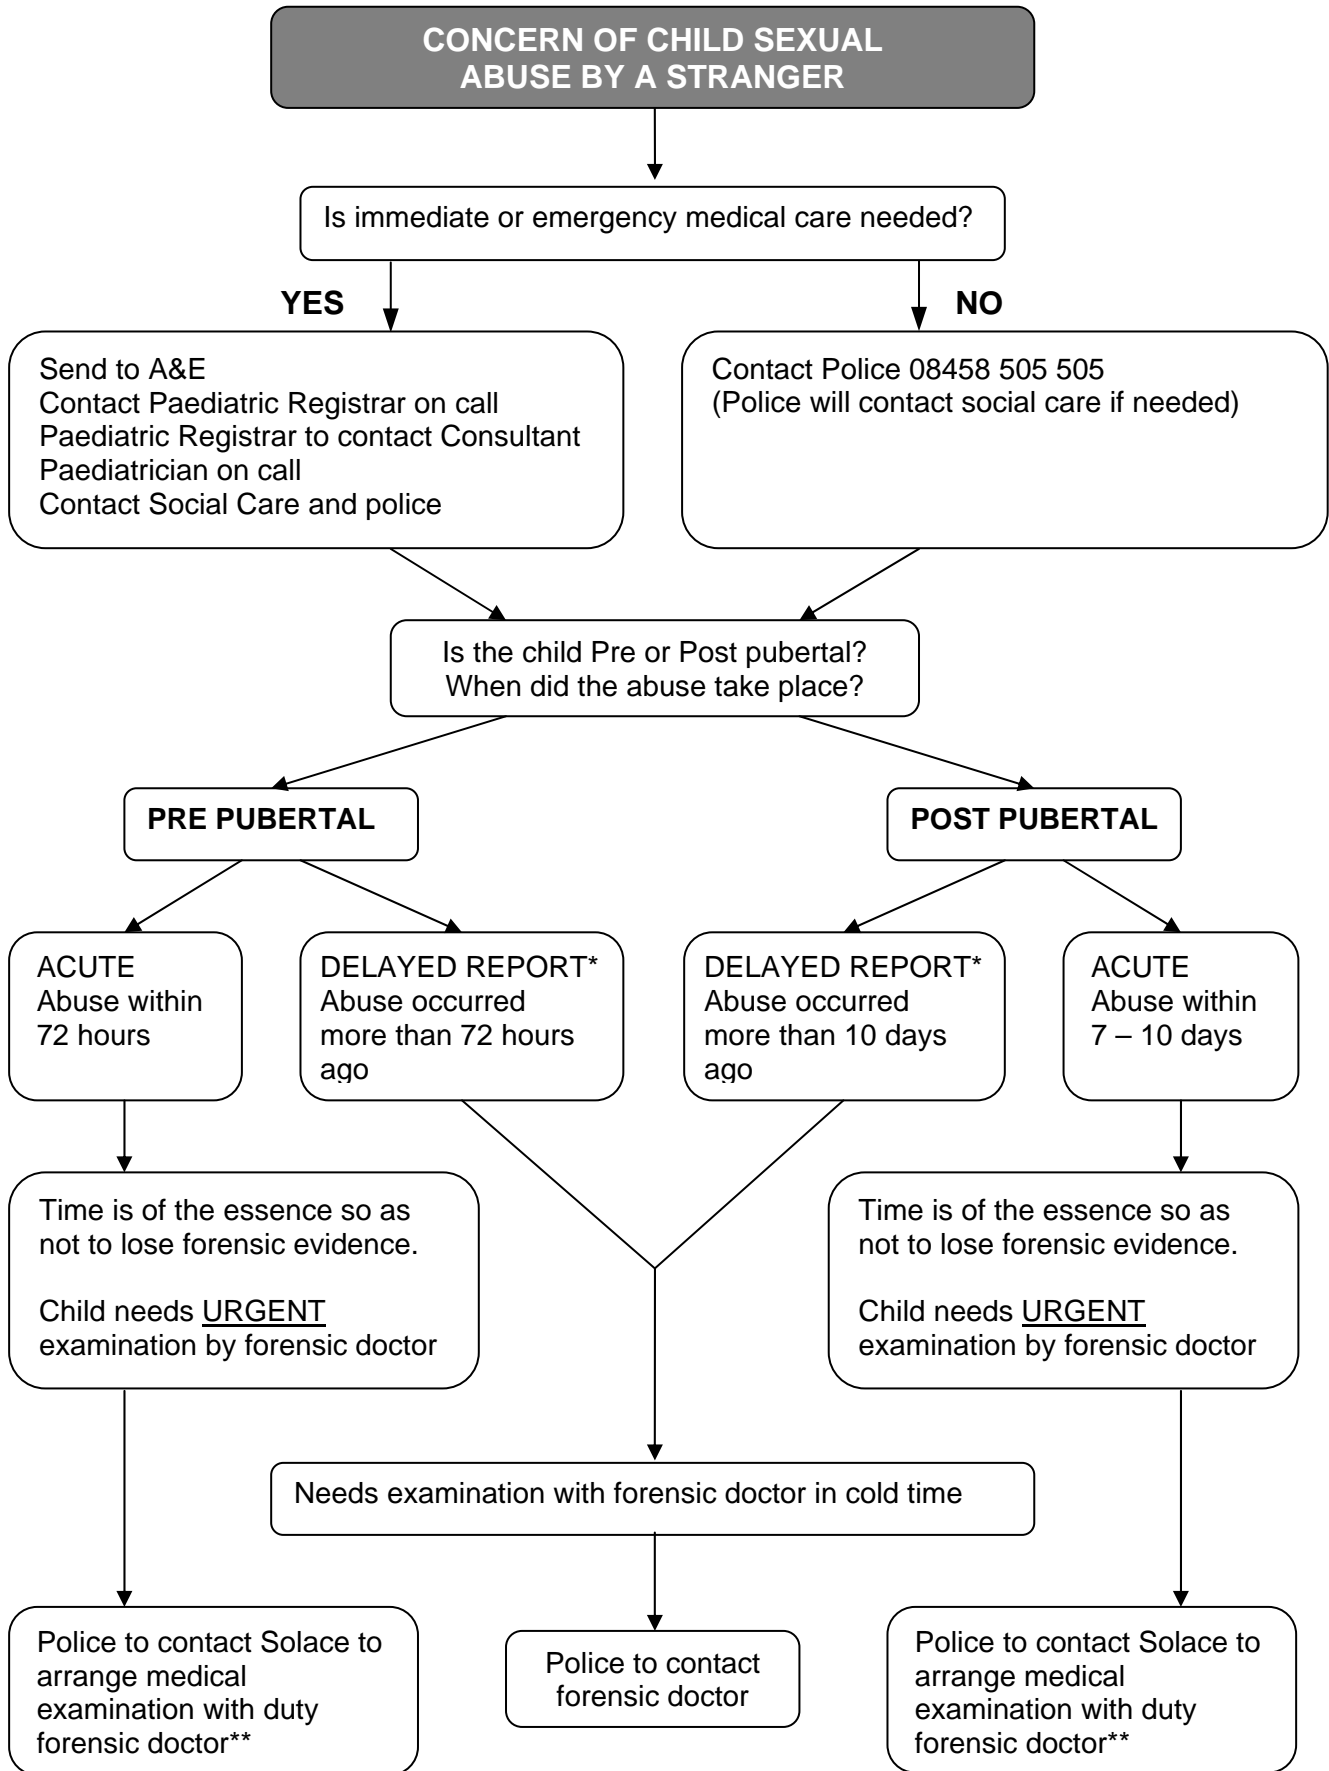 CONCERN OF CHILD SEXUAL
ABUSE BY A STRANGER
Is immediate or emergency medical care needed?
YES
NO
Send to A&E
Contact Paediatric Registrar on call
Paediatric Registrar to contact Consultant
Paediatrician on call
Contact Social Care and police
Contact Police 08458 505 505
(Police will contact social care if needed)
Is the child Pre or Post pubertal?
When did the abuse take place?
PRE PUBERTAL
POST PUBERTAL
ACUTE
Abuse within
72 hours
DELAYED REPORT*
Abuse occurred
more than 72 hours
ago
DELAYED REPORT*
Abuse occurred
more than 10 days
ago
ACUTE
Abuse within
7 – 10 days
Time is of the essence so as
not to lose forensic evidence.
Child needs URGENT
examination by forensic doctor
Time is of the essence so as
not to lose forensic evidence.
Child needs URGENT
examination by forensic doctor
Needs examination with forensic doctor in cold time
Police to contact Solace to
arrange medical
examination with duty
forensic doctor**
Police to contact
forensic doctor
Police to contact Solace to
arrange medical
examination with duty
forensic doctor**